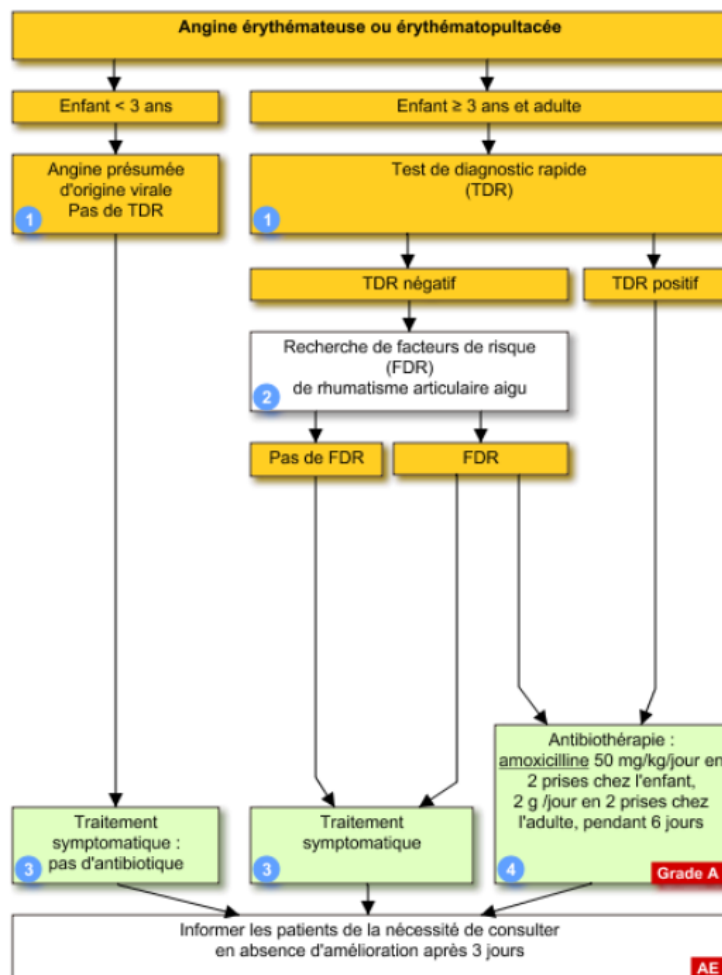 Angine érythémateuse ou érythématopultacée
Enfant < 3 ans
Enfant ≥ 3 ans et adulte
Angine présumée
d'origine virale
Pas de TDR
1
Test de diagnostic rapide
(TDR)
1
TDR négatif
TDR positif
Recherche de facteurs de risque
(FDR)
de rhumatisme articulaire aigu
2
Pas de FDR
FDR
Antibiothérapie :
amoxicilline 50 mg/kg/jour en
2 prises chez l'enfant,
2 g /jour en 2 prises chez
l'adulte, pendant 6 jours
4
Grade A
Traitement
symptomatique :
pas d'antibiotique
3
Traitement
symptomatique
3
Informer les patients de la nécessité de consulter
en absence d'amélioration après 3 jours
AE